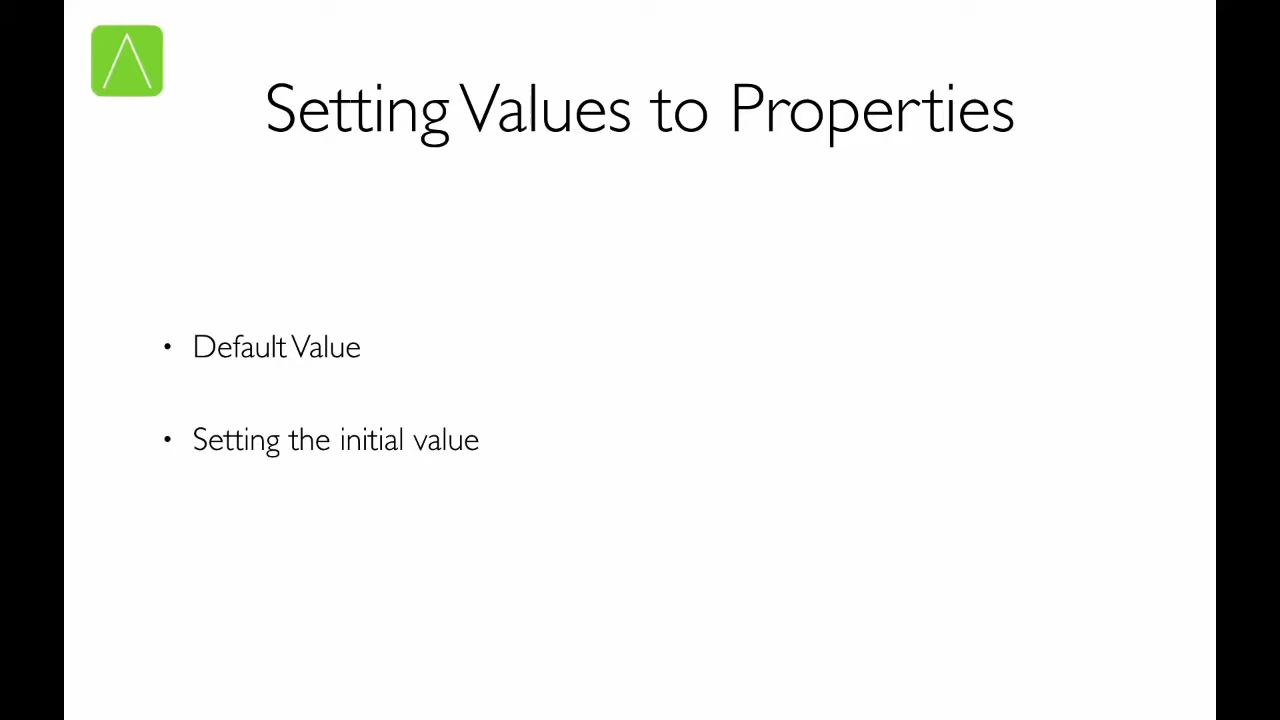 Setting Values to Properties
• Default Value
• Setting the initial value